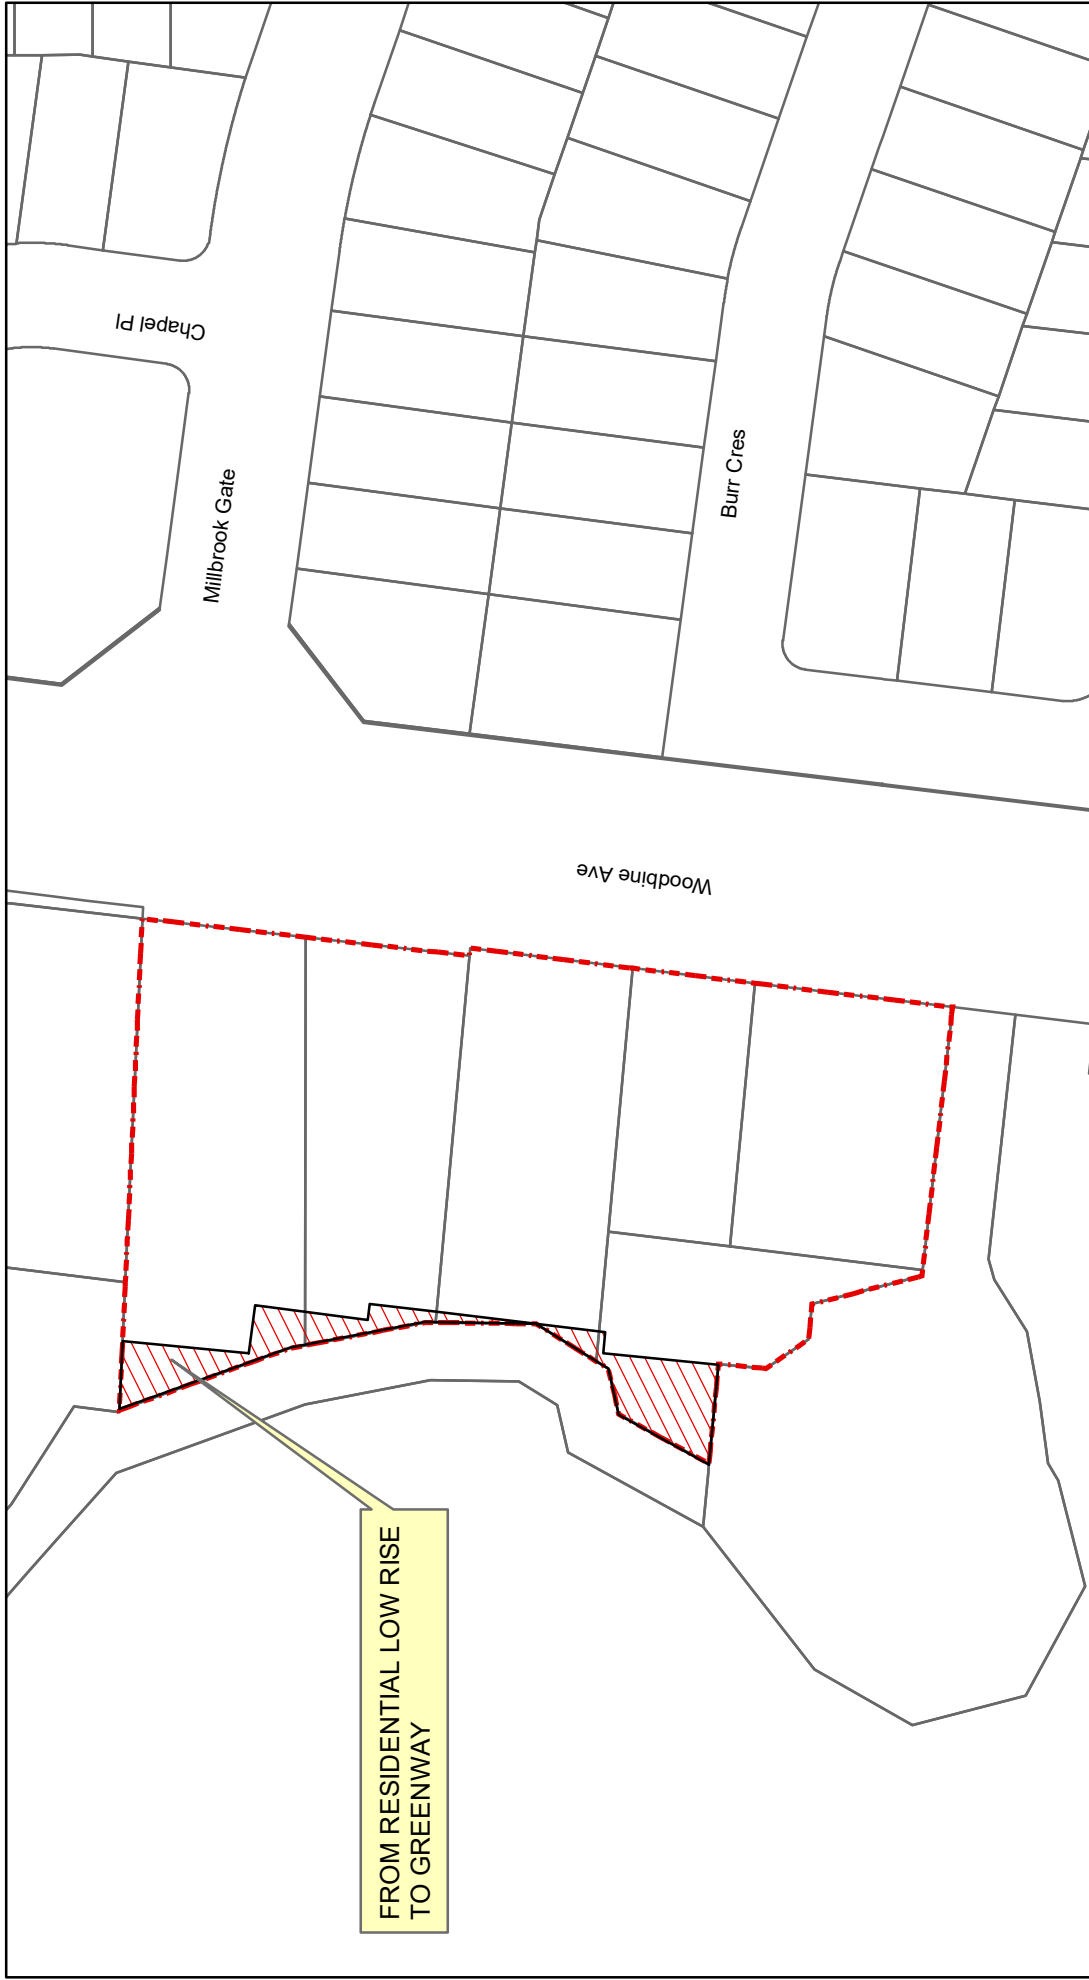 Chapel Pl
Millbrook Gate
Burr Cres
Woodbine Ave
FROM RESIDENTIAL LOW RISE
TO GREENWAY